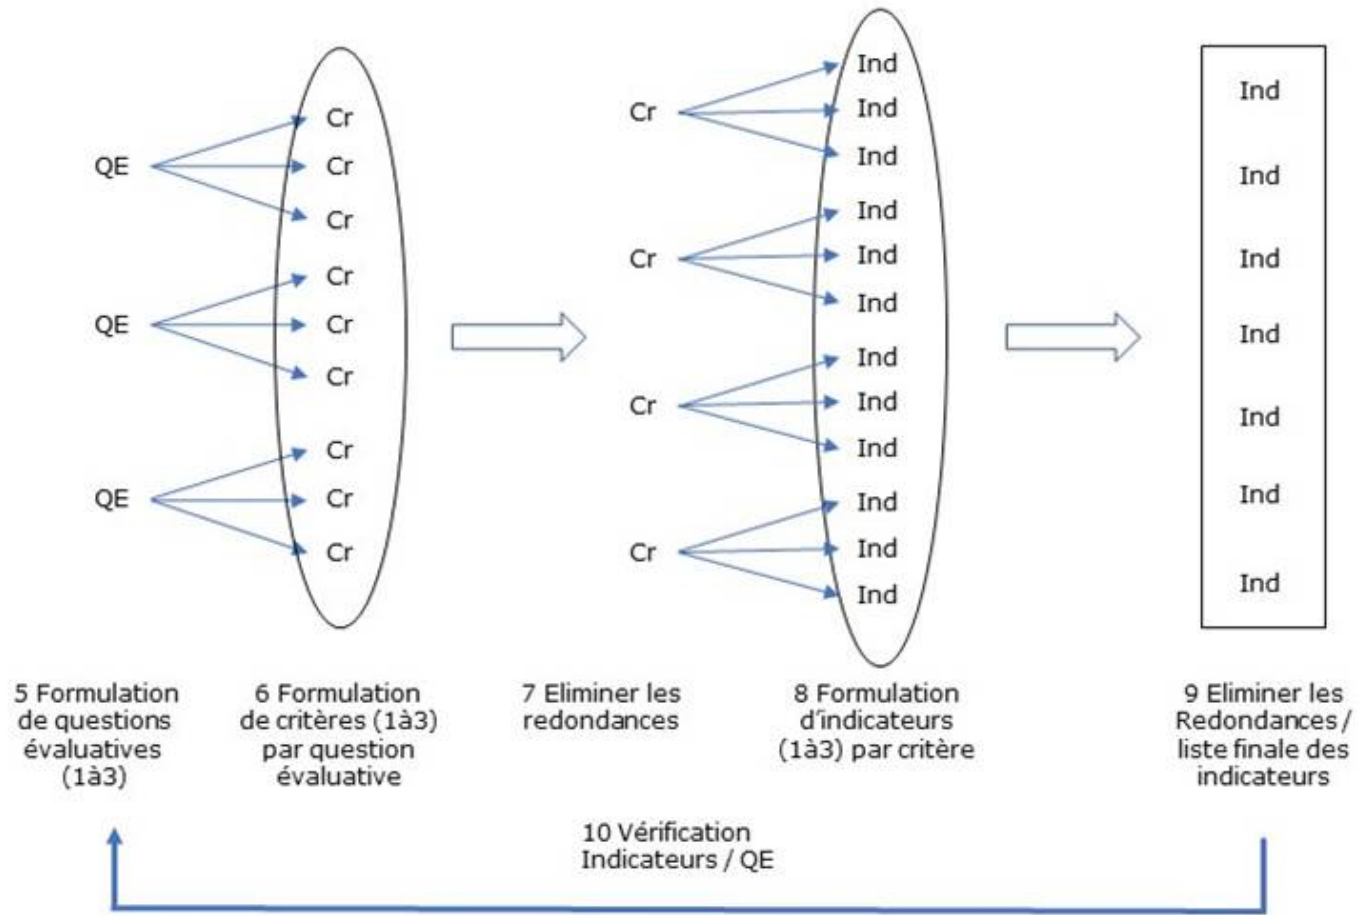 QE
Cr
Cr
Cr
QE
Cr
Cr
Cr
QE
Cr
Cr
Cr
Cr
Ind
Ind
Ind
Cr
Ind
Ind
Ind
Cr
Ind
Ind
Ind
Cr
Ind
Ind
Ind
Ind
Ind
Ind
Ind
Ind
Ind
Ind
5 Formulation
de questions
évaluatives
(1à3)
6 Formulation
de critères (1à3)
par question
évaluative
7 Eliminer les
redondances
8 Formulation
d'indicateurs
(1à3) par critère
9 Eliminer les
Redondances /
liste finale des
indicateurs
10 Vérification
Indicateurs / QE